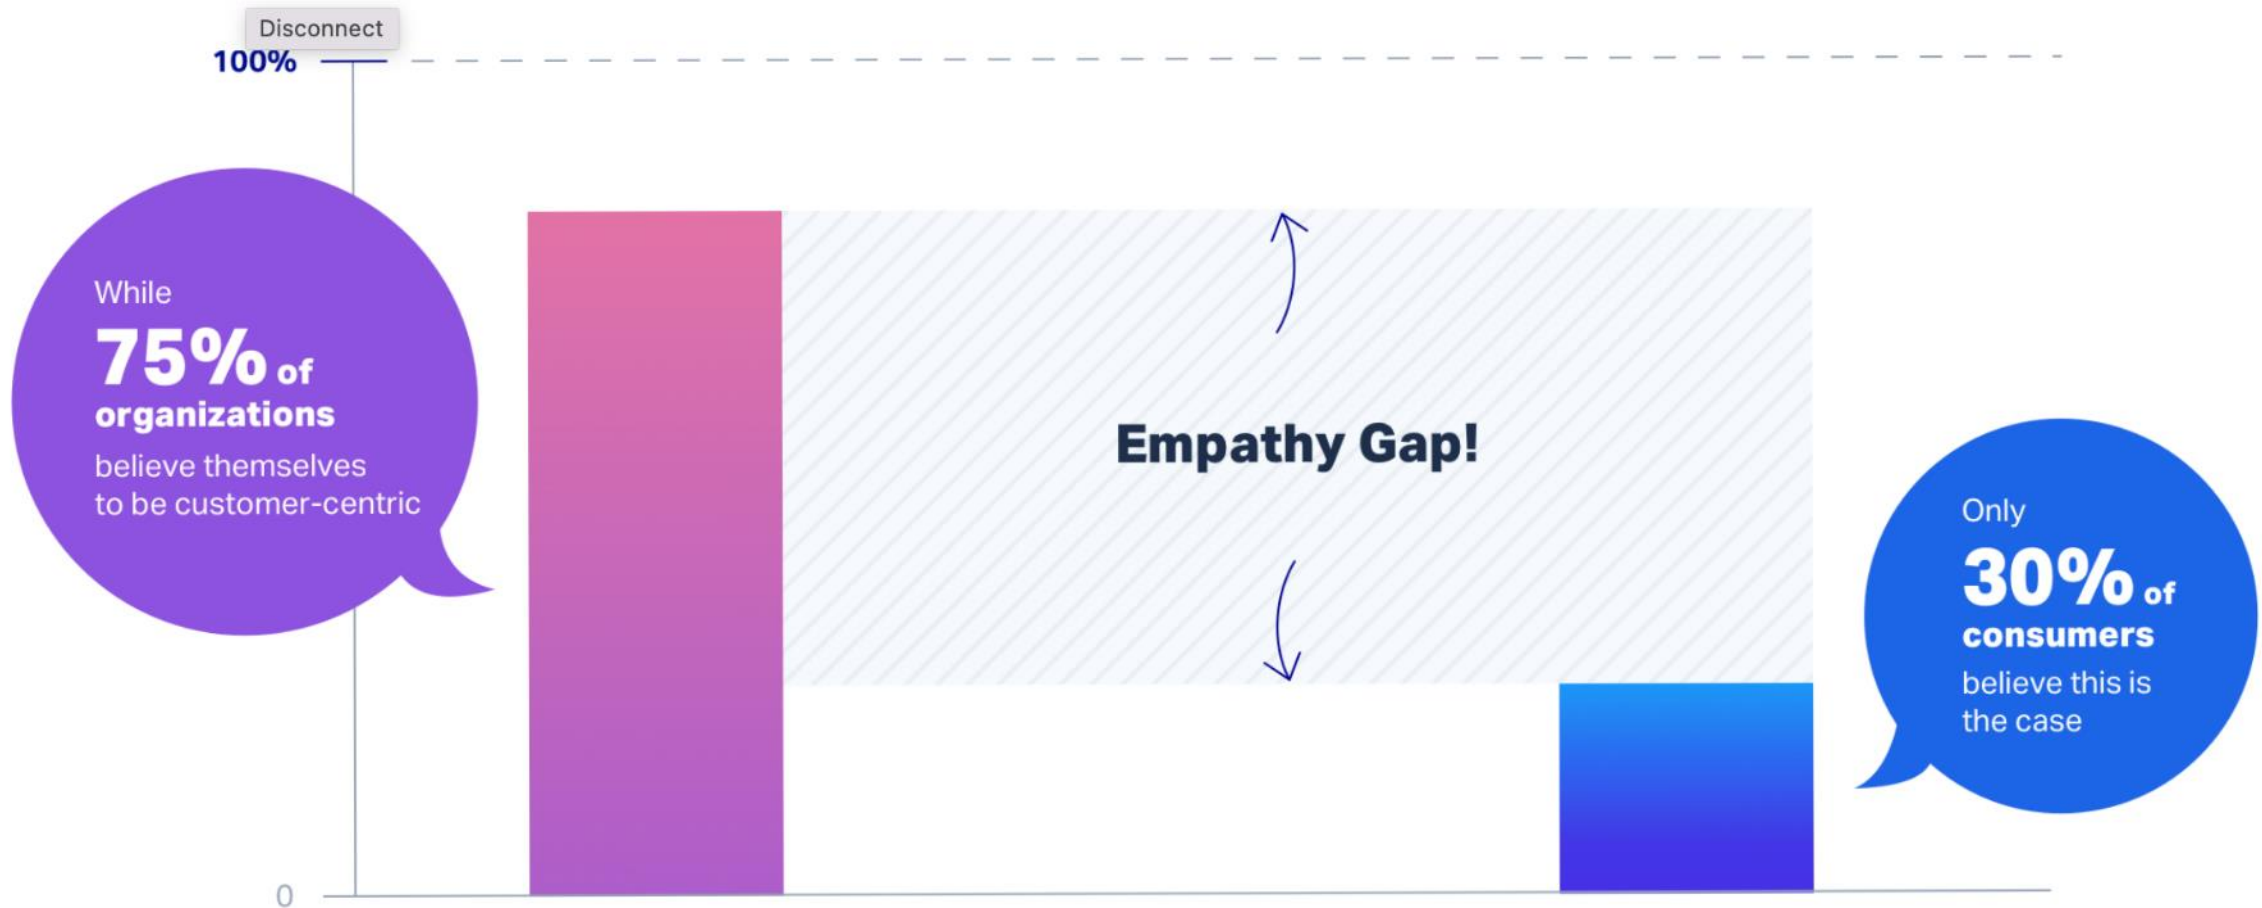 Disconnect
100%
While
75% of
organizations
believe themselves
to be customer-centric
Empathy Gap!
Only
30% of
consumers
believe this is
the case
0